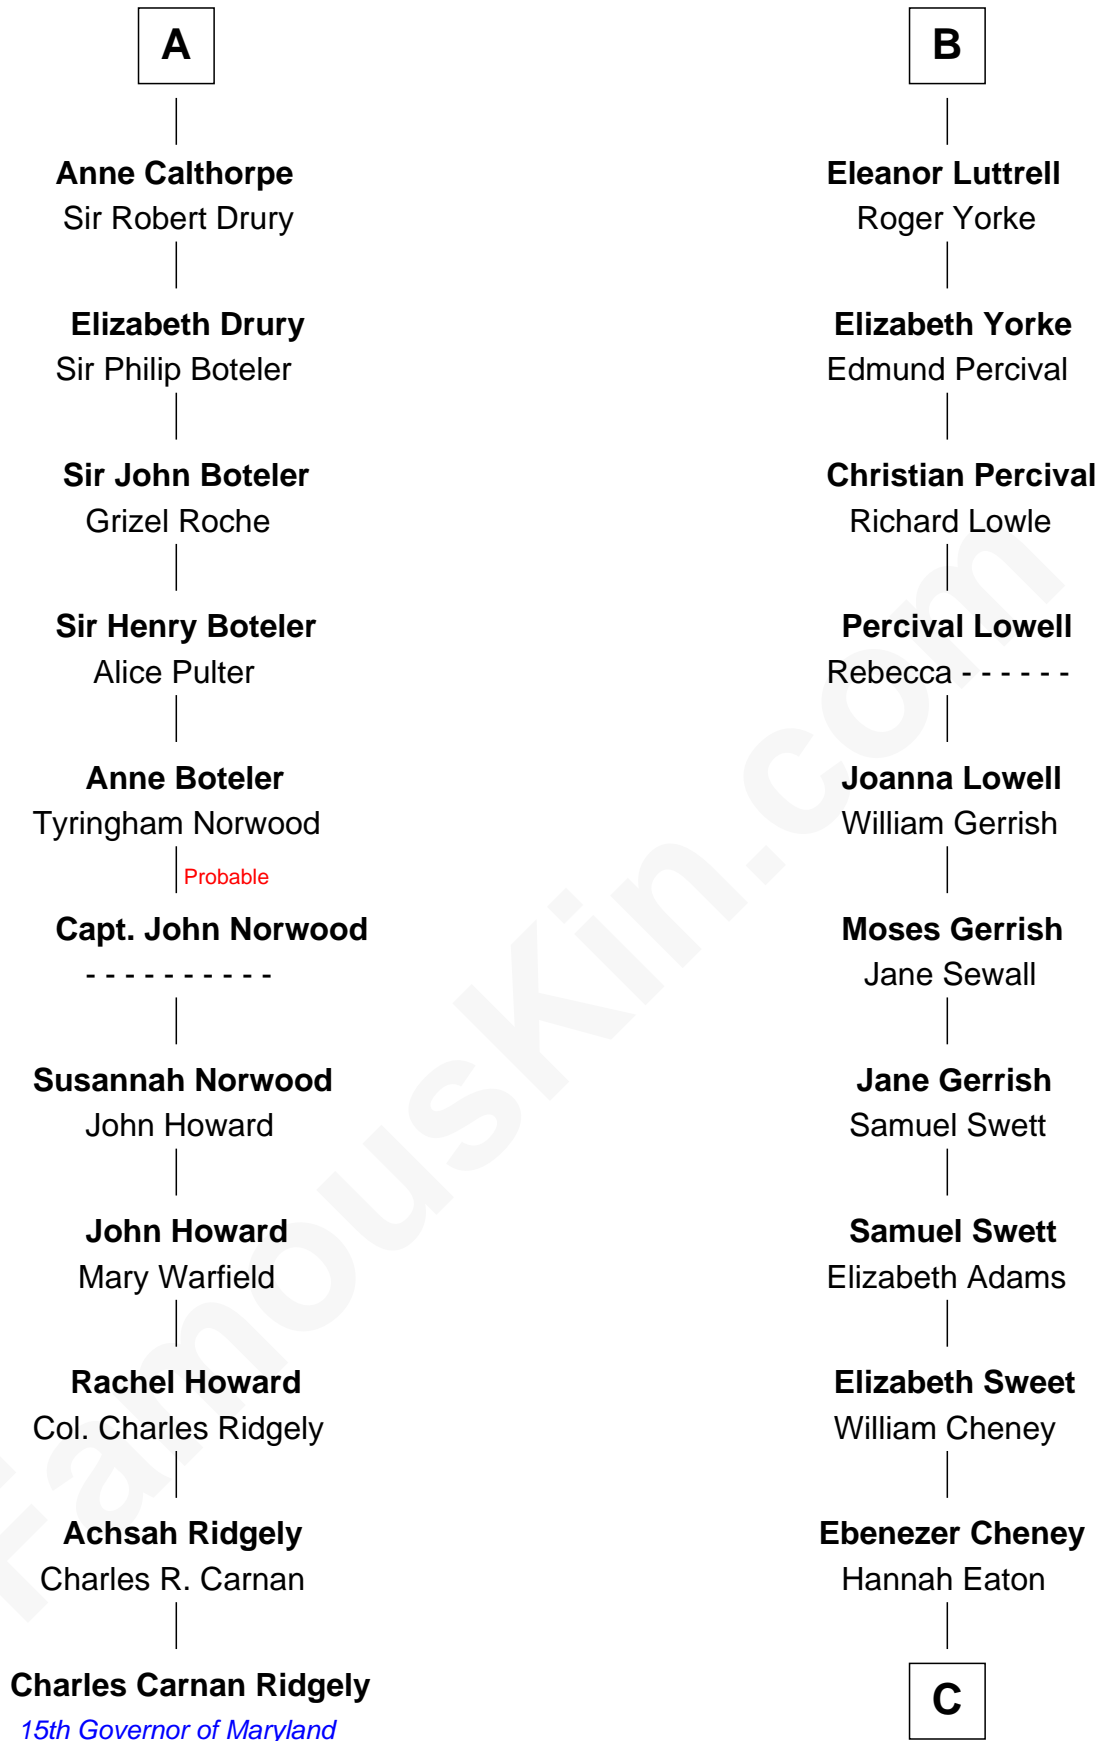 A
Anne Calthorpe
Sir Robert Drury
Elizabeth Drury
Sir Philip Boteler
Sir John Boteler
Grizel Roche
Sir Henry Boteler
Alice Pulter
Anne Boteler
Tyringham Norwood
Probable
Capt. John Norwood
- - - - - - - - - -
Susannah Norwood
John Howard
John Howard
Mary Warfield
Rachel Howard
Col. Charles Ridgely
Achsah Ridgely
Charles R. Carnan
Charles Carnan Ridgely
15th Governor of Maryland
B
Eleanor Luttrell
Roger Yorke
Elizabeth Yorke
Edmund Percival
Christian Percival
Richard Lowle
Percival Lowell
Rebecca - - - - - -
Joanna Lowell
William Gerrish
Moses Gerrish
Jane Sewall
Jane Gerrish
Samuel Swett
Samuel Swett
Elizabeth Adams
Elizabeth Sweet
William Cheney
Ebenezer Cheney
Hannah Eaton
C
FamousKin.com